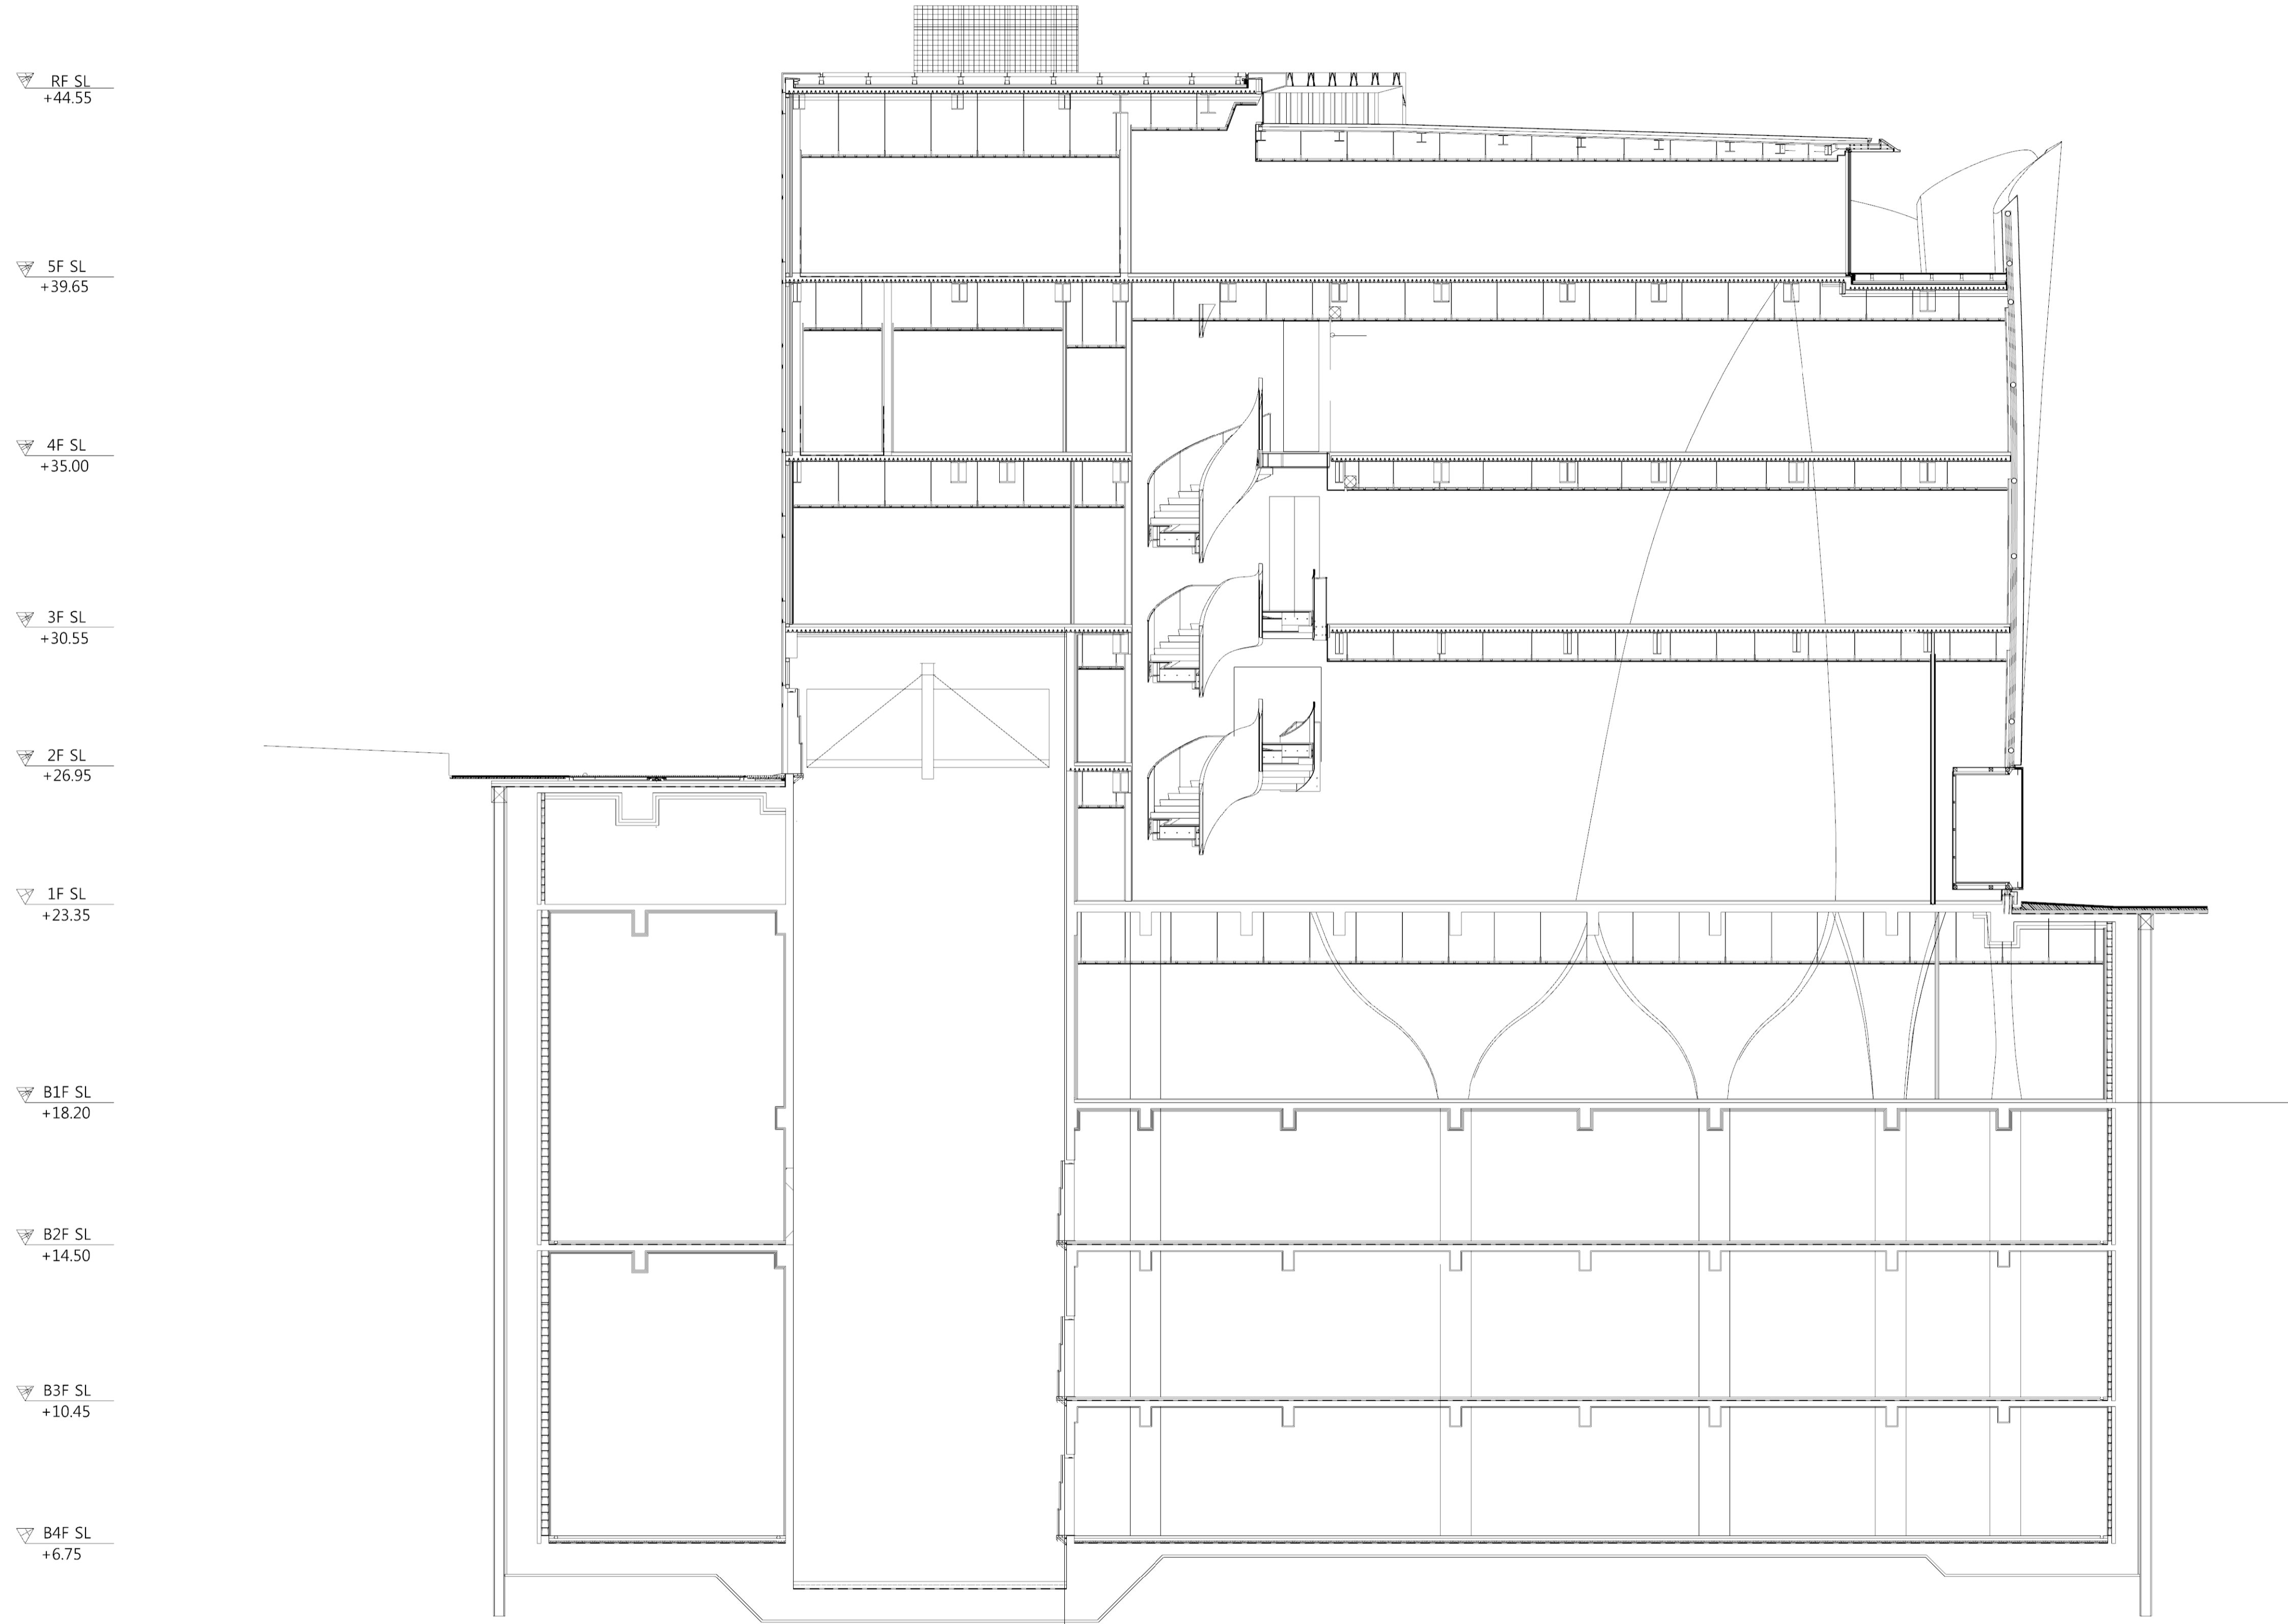 RF SL
+44.55
5F SL
+39.65
4F SL
+35.00
3F SL
+30.55
2F SL
+26.95
1F SL
+23.35
B1F SL
+18.20
B2F SL
+14.50
B3F SL
+10.45
B4F SL
+6.75